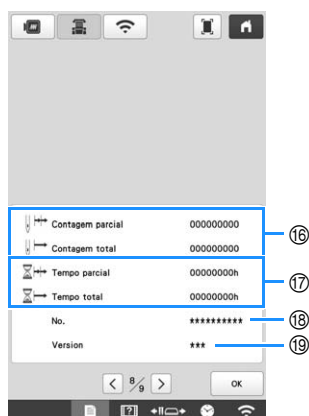 Contagem parcial 000000000
Contagem total 000000000
⑯
Tempo parcial 00000000h
Tempo total 00000000h
⑰
No. ********** ⑱
Version *** ⑲
< 8/9 > OK